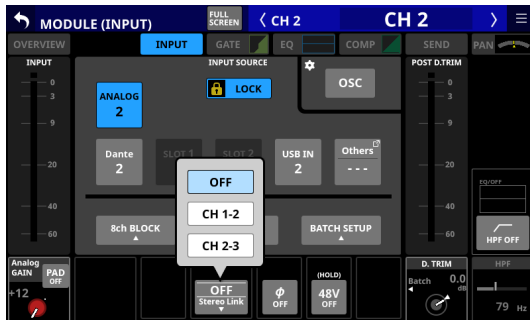 MODULE (INPUT)
FULL
SCREEN
CH 2
CH 2
OVERVIEW
INPUT
GATE
EQ
COMP
SEND
PAN
INPUT
INPUT SOURCE
POST D.TRIM
0
3
9
20
40
60
ANALOG
2
LOCK
OSC
0
3
9
20
40
60
Dante
2
SLOT 1
SLOT 2
USB IN
2
Others
---
OFF
CH 1-2
CH 2-3
8ch BLOCK
BATCH SETUP
EQ/OFF
HPF OFF
Analog
GAIN
PAD
OFF
+12
OFF
Stereo Link
φ
OFF
(HOLD)
48V
OFF
D. TRIM
Batch
0.0
dB
HPF
79 Hz